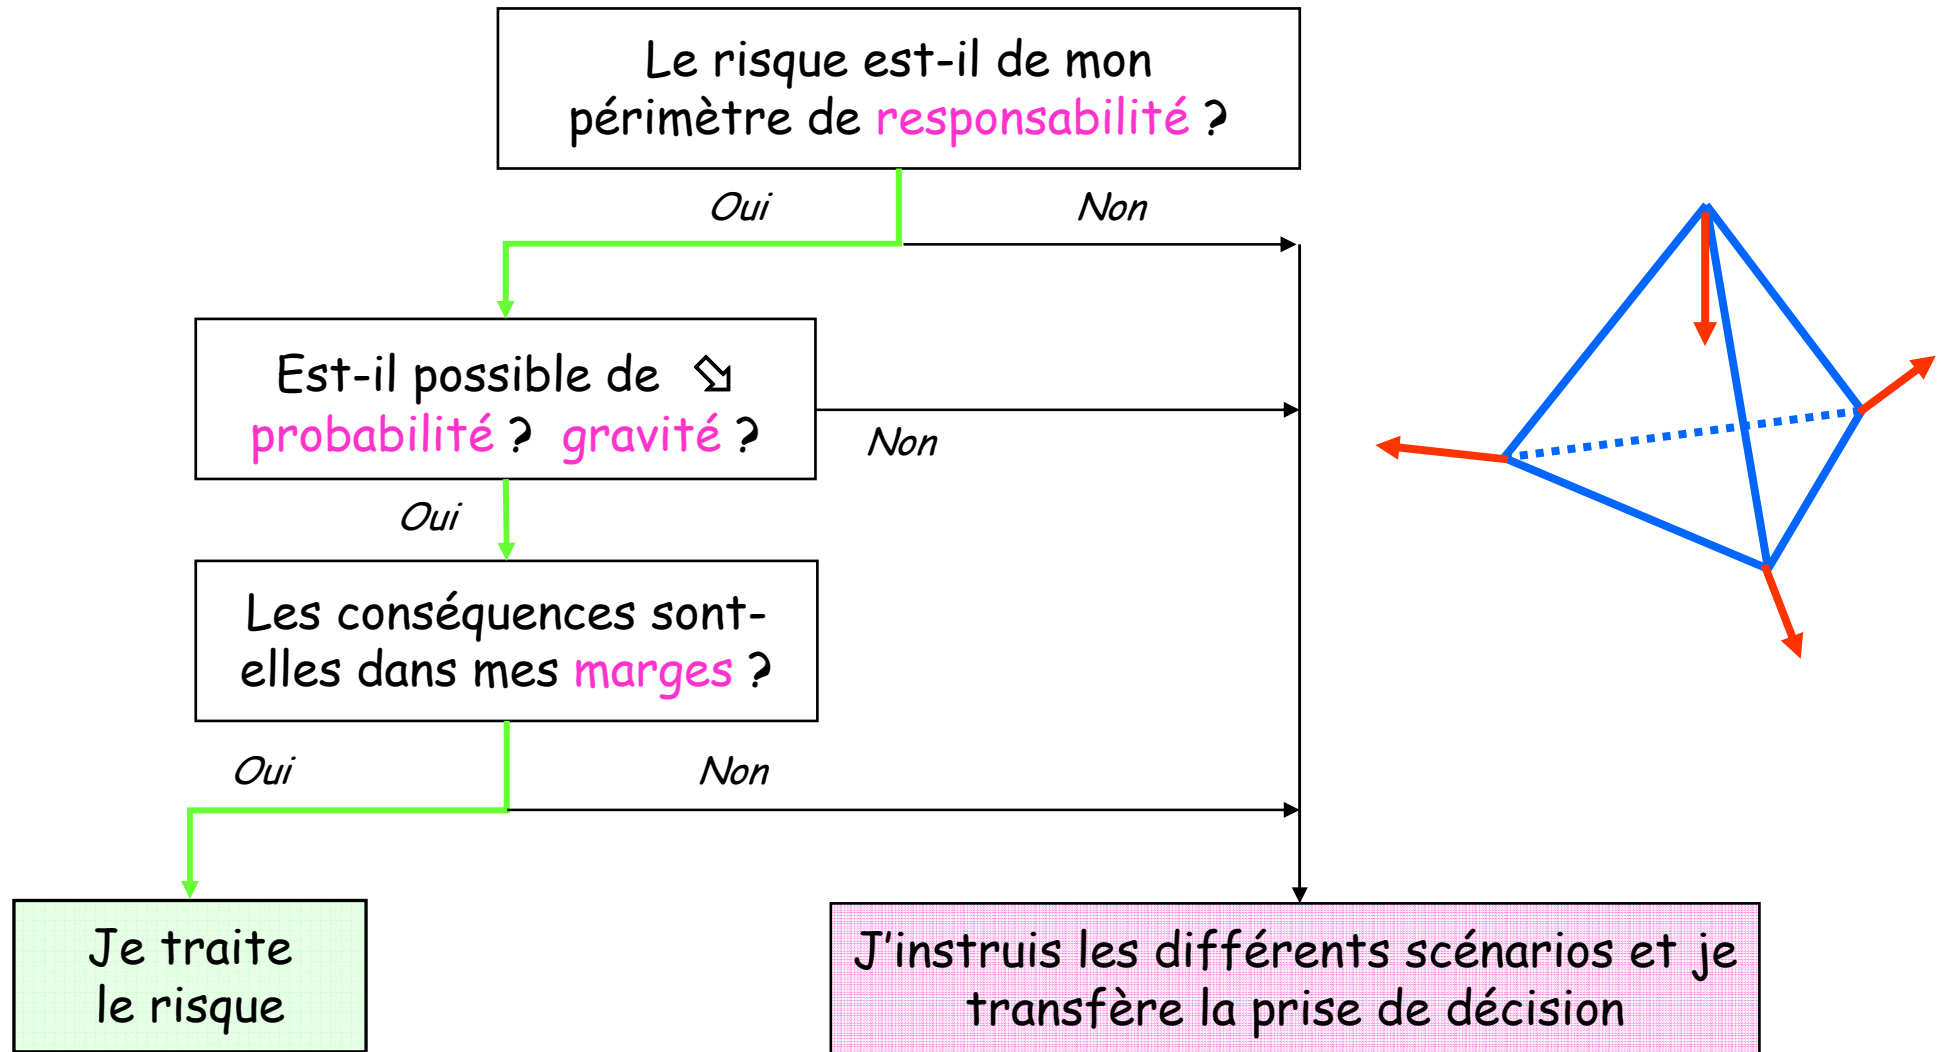 Le risque est-il de mon
périmètre de responsabilité ?
Oui
Non
Est-il possible de
probabilité ? gravité ?
Non
Oui
Les conséquences sont-
elles dans mes marges ?
Oui
Non
Je traite
le risque
J'instruis les différents scénarios et je
transfère la prise de décision